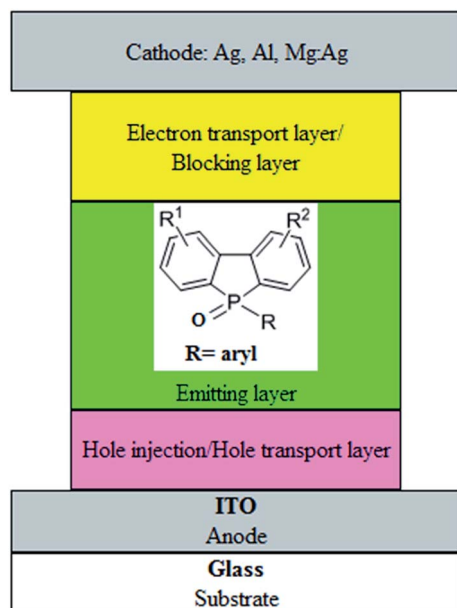 Cathode: Ag, Al, Mg:Ag
Electron transport layer/
Blocking layer
R¹ R²
P
O R
R= aryl
Emitting layer
Hole injection/Hole transport layer
ITO
Anode
Glass
Substrate